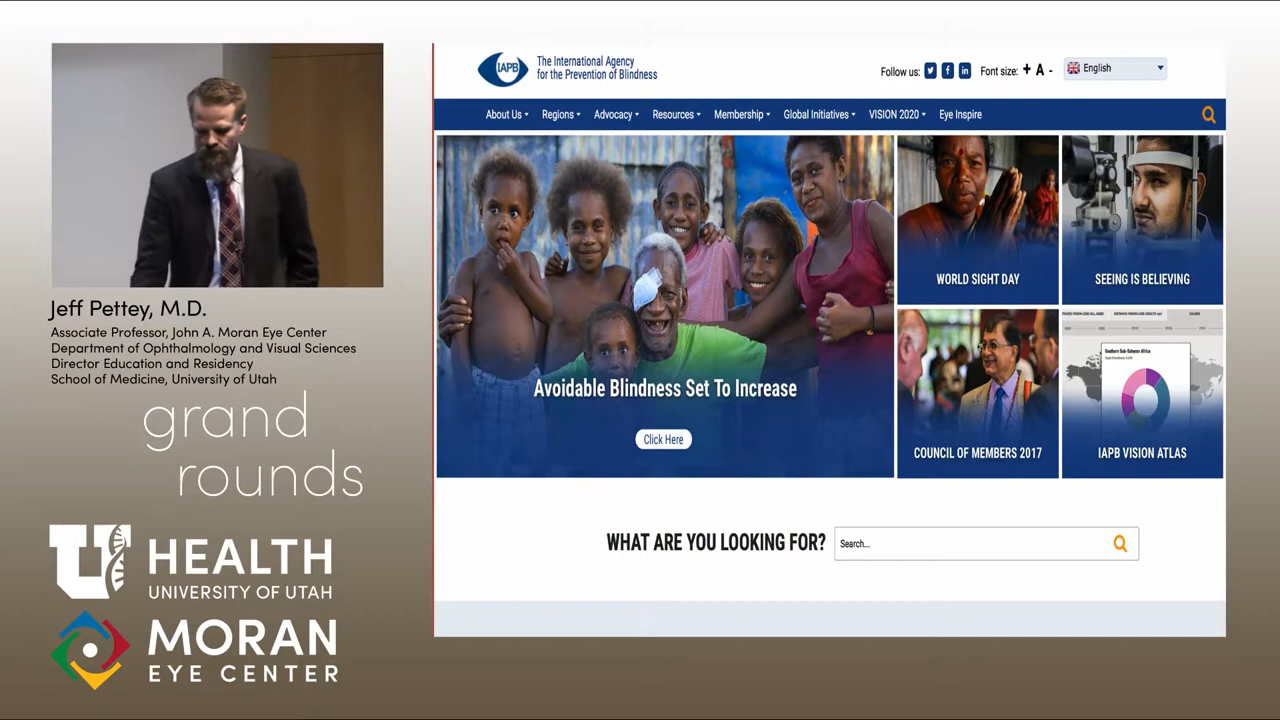 Jeff Pettey, M.D.
Associate Professor, John A. Moran Eye Center
Department of Ophthalmology and Visual Sciences
Director Education and Residency
School of Medicine, University of Utah
grand
rounds
U HEALTH
UNIVERSITY OF UTAH
MORAN
EYE CENTER
IAPB
The International Agency
for the Prevention of Blindness
Follow us:
Font size: + A -
English
About Us
Regions
Advocacy
Resources
Membership
Global Initiatives
VISION 2020
Eye Inspire
Avoidable Blindness Set To Increase
Click Here
WORLD SIGHT DAY
SEEING IS BELIEVING
COUNCIL OF MEMBERS 2017
Southern Sub-Saharan Africa
IAPB VISION ATLAS
WHAT ARE YOU LOOKING FOR?
Search...